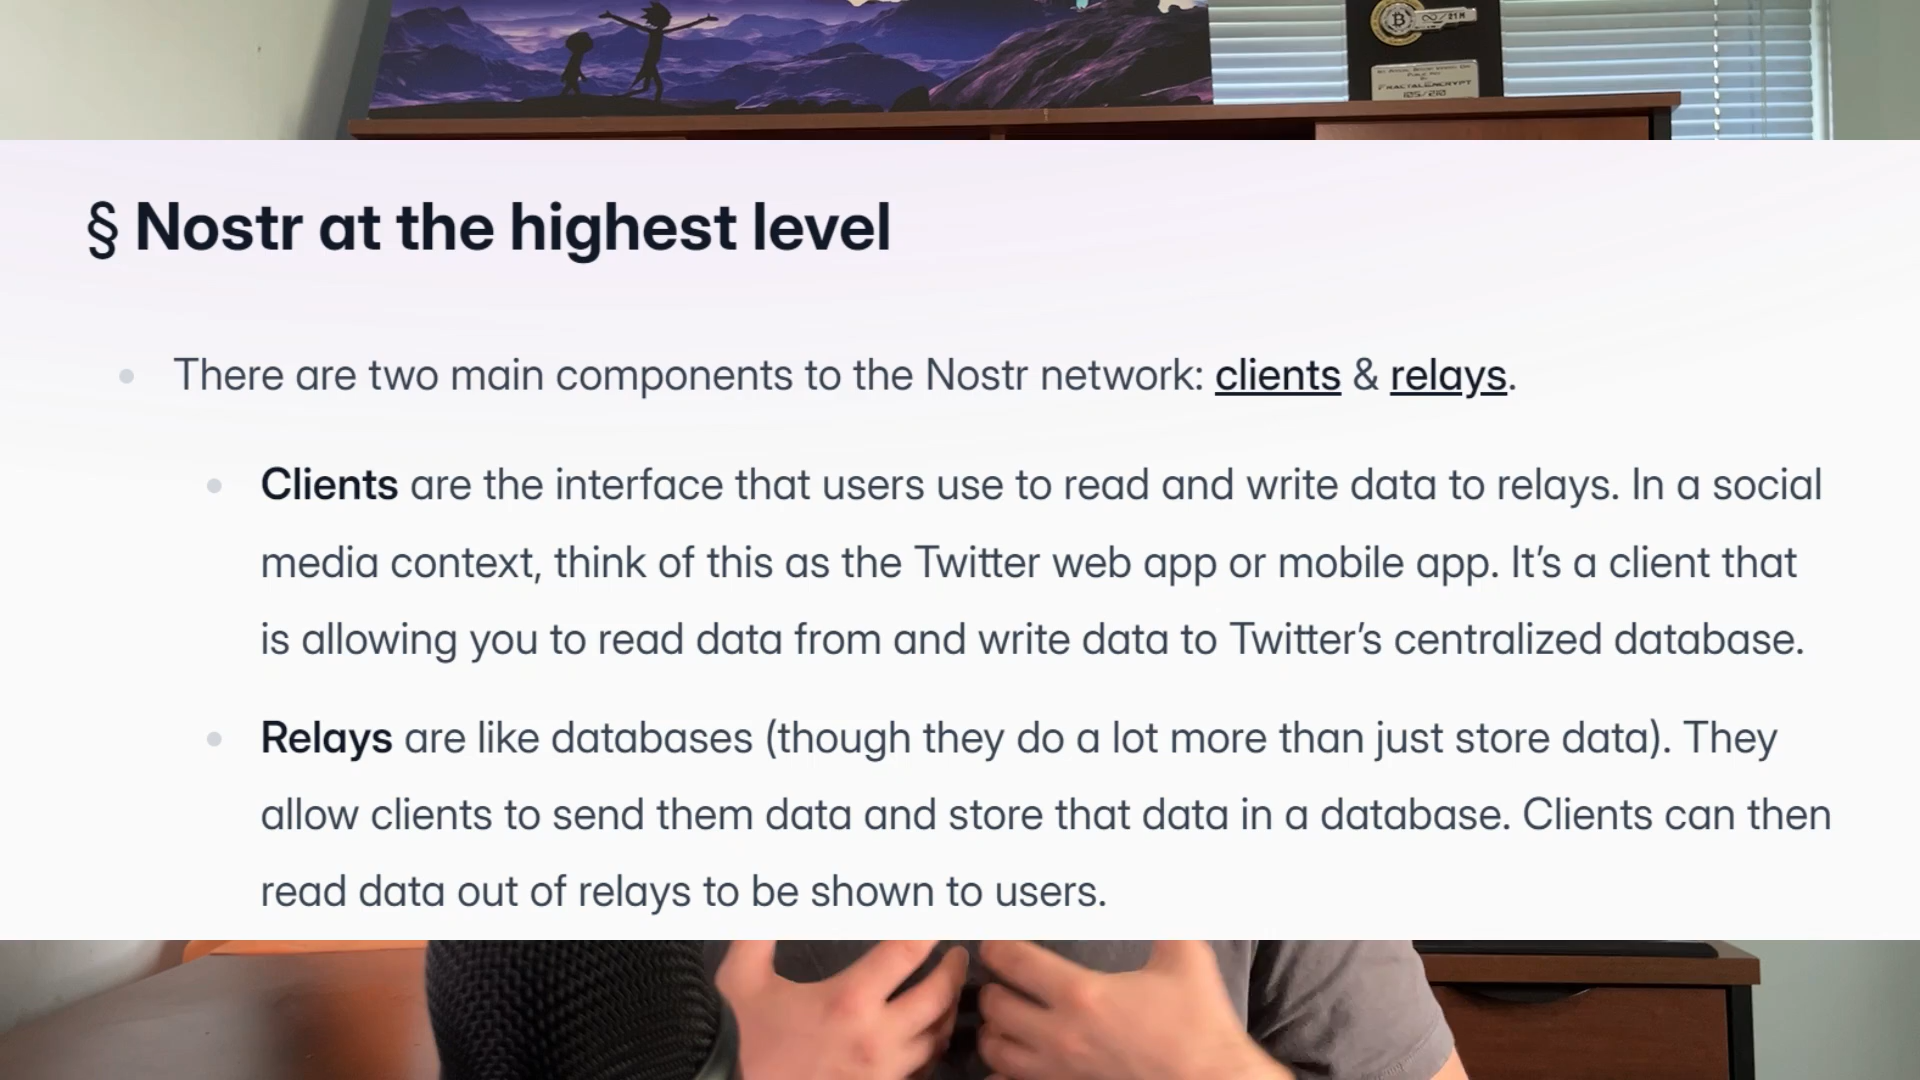 21M
FractalEncrypt
105/210
§ Nostr at the highest level
There are two main components to the Nostr network: clients & relays.
Clients are the interface that users use to read and write data to relays. In a social
media context, think of this as the Twitter web app or mobile app. It’s a client that
is allowing you to read data from and write data to Twitter’s centralized database.
Relays are like databases (though they do a lot more than just store data). They
allow clients to send them data and store that data in a database. Clients can then
read data out of relays to be shown to users.